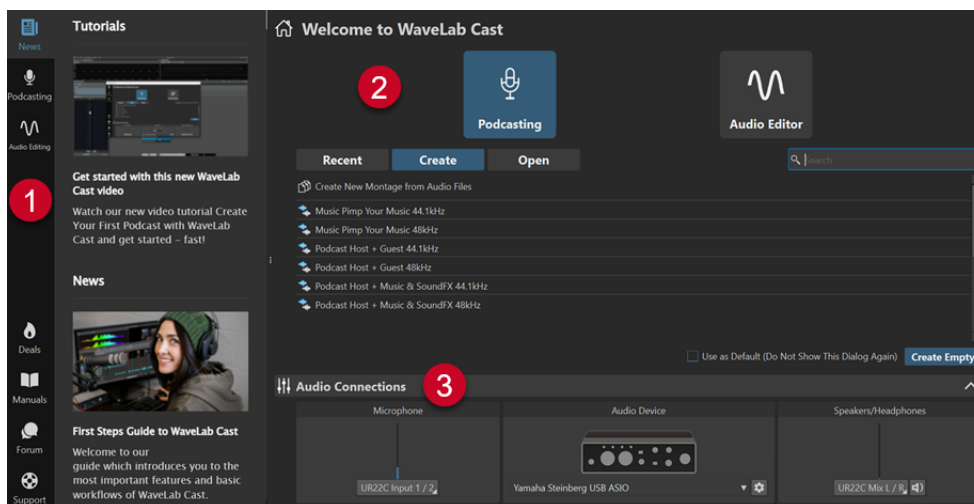 News
Podcasting
Audio Editing
1
Deals
Manuals
Forum
Support
Tutorials
Get started with this new WaveLab
Cast video
Watch our new video tutorial Create
Your First Podcast with WaveLab
Cast and get started – fast!
News
First Steps Guide to WaveLab Cast
Welcome to our
guide which introduces you to the
most important features and basic
workflows of WaveLab Cast.
Welcome to WaveLab Cast
2
Podcasting
Audio Editor
Recent Create Open
Search
Create New Montage from Audio Files
Music Pimp Your Music 44.1kHz
Music Pimp Your Music 48kHz
Podcast Host + Guest 44.1kHz
Podcast Host + Guest 48kHz
Podcast Host + Music & SoundFX 44.1kHz
Podcast Host + Music & SoundFX 48kHz
Use as Default (Do Not Show This Dialog Again) Create Empty
Audio Connections 3
Microphone
UR22C Input 1 / 2
Audio Device
Yamaha Steinberg USB ASIO
Speakers/Headphones
UR22C Mix L / R